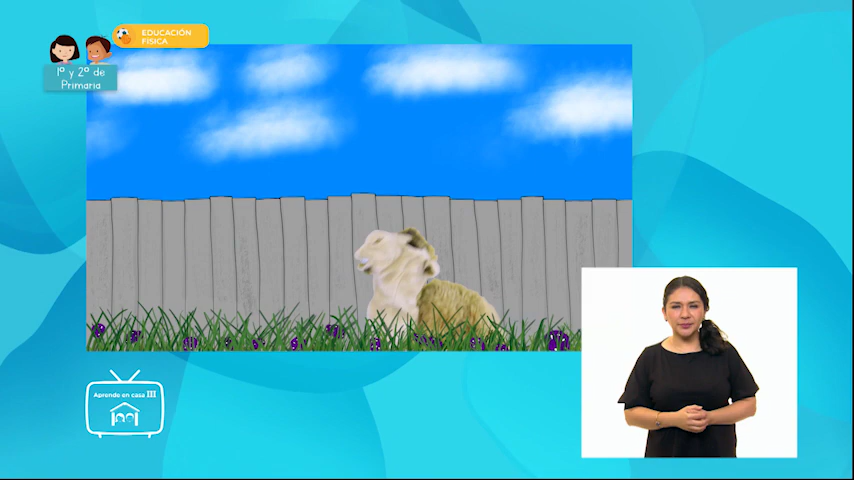 EDUCACIÓN
FÍSICA
1º y 2º de
Primaria
Aprende en casa III